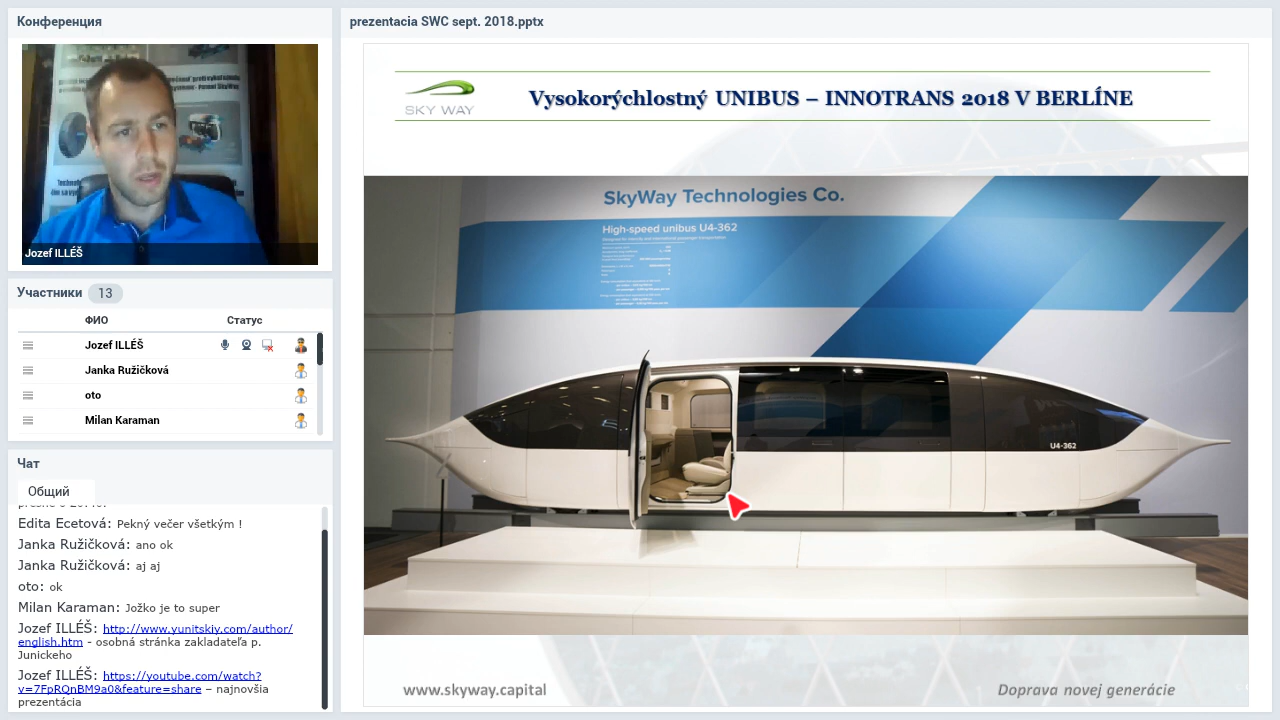 Конференция
Jozef ILLÉŠ
Участники 13
ФИО Статус
Jozef ILLÉŠ
Janka Ružičková
oto
Milan Karaman
Чат
Общий
Edita Ecetová: Pekný večer všetkým !
Janka Ružičková: ano ok
Janka Ružičková: aj aj
oto: ok
Milan Karaman: Jožko je to super
Jozef ILLÉŠ: http://www.yunitskiy.com/author/
english.htm - osobná stránka zakladateľa p.
Junickeho
Jozef ILLÉŠ: https://youtube.com/watch?
v=7FpRQnBM9a0&feature=share – najnovšia
prezentácia
prezentacia SWC sept. 2018.pptx
SKY WAY
Vysokorýchlostný UNIBUS – INNOTRANS 2018 V BERLÍNE
SkyWay Technologies Co.
High-speed unibus U4-362
U4-362
www.skyway.capital
Doprava novej generácie